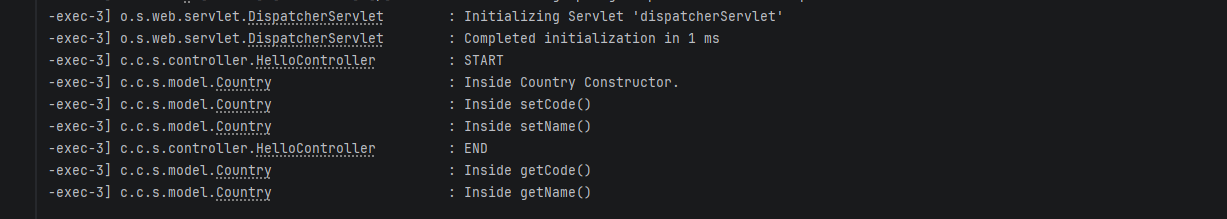 -exec-3] o.s.web.servlet.DispatcherServlet : Initializing Servlet 'dispatcherServlet'
-exec-3] o.s.web.servlet.DispatcherServlet : Completed initialization in 1 ms
-exec-3] c.c.s.controller.HelloController : START
-exec-3] c.c.s.model.Country : Inside Country Constructor.
-exec-3] c.c.s.model.Country : Inside setCode()
-exec-3] c.c.s.model.Country : Inside setName()
-exec-3] c.c.s.controller.HelloController : END
-exec-3] c.c.s.model.Country : Inside getCode()
-exec-3] c.c.s.model.Country : Inside getName()